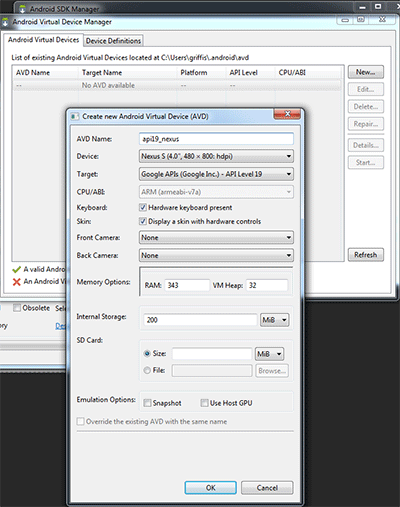 Android SDK Manager
Android Virtual Device Manager
Android Virtual Devices
Device Definitions
List of existing Android Virtual Devices located at C:\Users\griffis\.android\avd
AVD Name Target Name Platform API Level CPU/ABI
-- No AVD available -- -- --
New...
Edit...
Delete...
Repair...
Details...
Start...
Refresh
A valid Android
An Android Virtu
Obsolete Sele
ory Des
Create new Android Virtual Device (AVD)
AVD Name: api19_nexus
Device: Nexus S (4.0", 480 × 800: hdpi)
Target: Google APIs (Google Inc.) - API Level 19
CPU/ABI: ARM (armeabi-v7a)
Keyboard: Hardware keyboard present
Skin: Display a skin with hardware controls
Front Camera: None
Back Camera: None
Memory Options: RAM: 343 VM Heap: 32
Internal Storage: 200 MiB
SD Card:
Size: MiB
File: Browse...
Emulation Options: Snapshot Use Host GPU
Override the existing AVD with the same name
OK Cancel